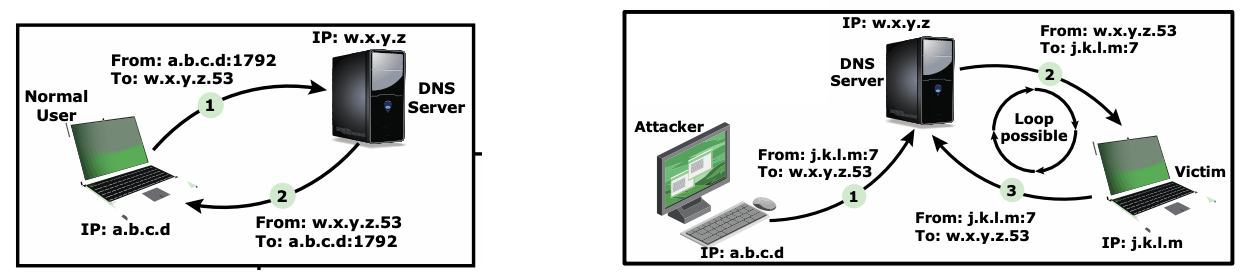 IP: w.x.y.z
From: a.b.c.d:1792
To: w.x.y.z.53
1
Normal
User
DNS
Server
2
From: w.x.y.z.53
To: a.b.c.d:1792
IP: a.b.c.d
IP: w.x.y.z
From: w.x.y.z.53
To: j.k.l.m:7
DNS
Server
2
Attacker
Loop
possible
From: j.k.l.m:7
To: w.x.y.z.53
1
Victim
3
From: j.k.l.m:7
To: w.x.y.z.53
IP: a.b.c.d
IP: j.k.l.m